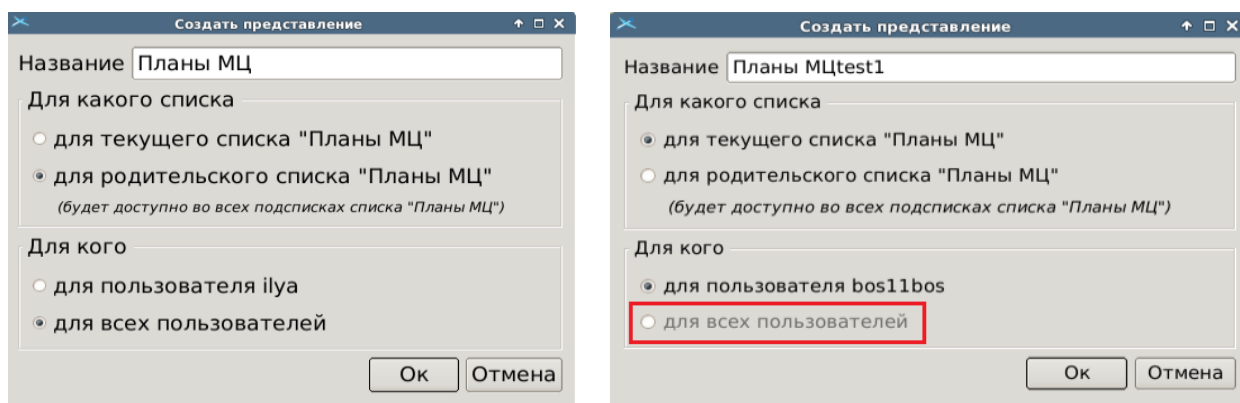 Создать представление
Название Планы МЦ
Для какого списка
для текущего списка "Планы МЦ"
для родительского списка "Планы МЦ"
(будет доступно во всех подсписках списка "Планы МЦ")
Для кого
для пользователя ilya
для всех пользователей
Ок Отмена
Создать представление
Название Планы МЦtest1
Для какого списка
для текущего списка "Планы МЦ"
для родительского списка "Планы МЦ"
(будет доступно во всех подсписках списка "Планы МЦ")
Для кого
для пользователя bos11bos
для всех пользователей
Ок Отмена